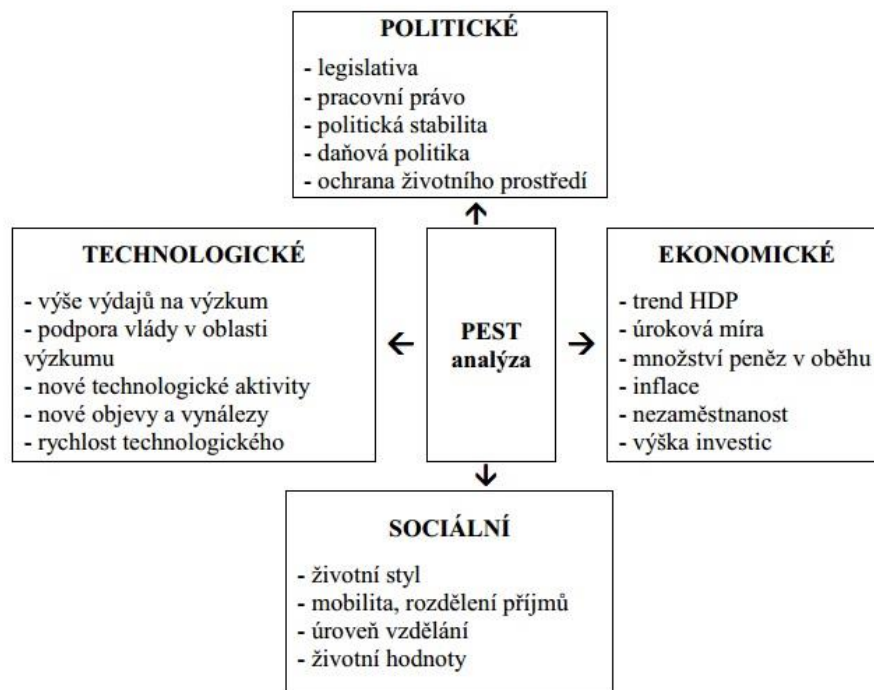 POLITICKÉ
- legislativa
- pracovní právo
- politická stabilita
- daňová politika
- ochrana životního prostředí
TECHNOLOGICKÉ
- výše výdajů na výzkum
- podpora vlády v oblasti
výzkumu
- nové technologické aktivity
- nové objevy a vynálezy
- rychlost technologického
PEST
analýza
EKONOMICKÉ
- trend HDP
- úroková míra
- množství peněz v oběhu
- inflace
- nezaměstnanost
- výška investic
SOCIÁLNÍ
- životní styl
- mobilita, rozdělení příjmů
- úroveň vzdělání
- životní hodnoty